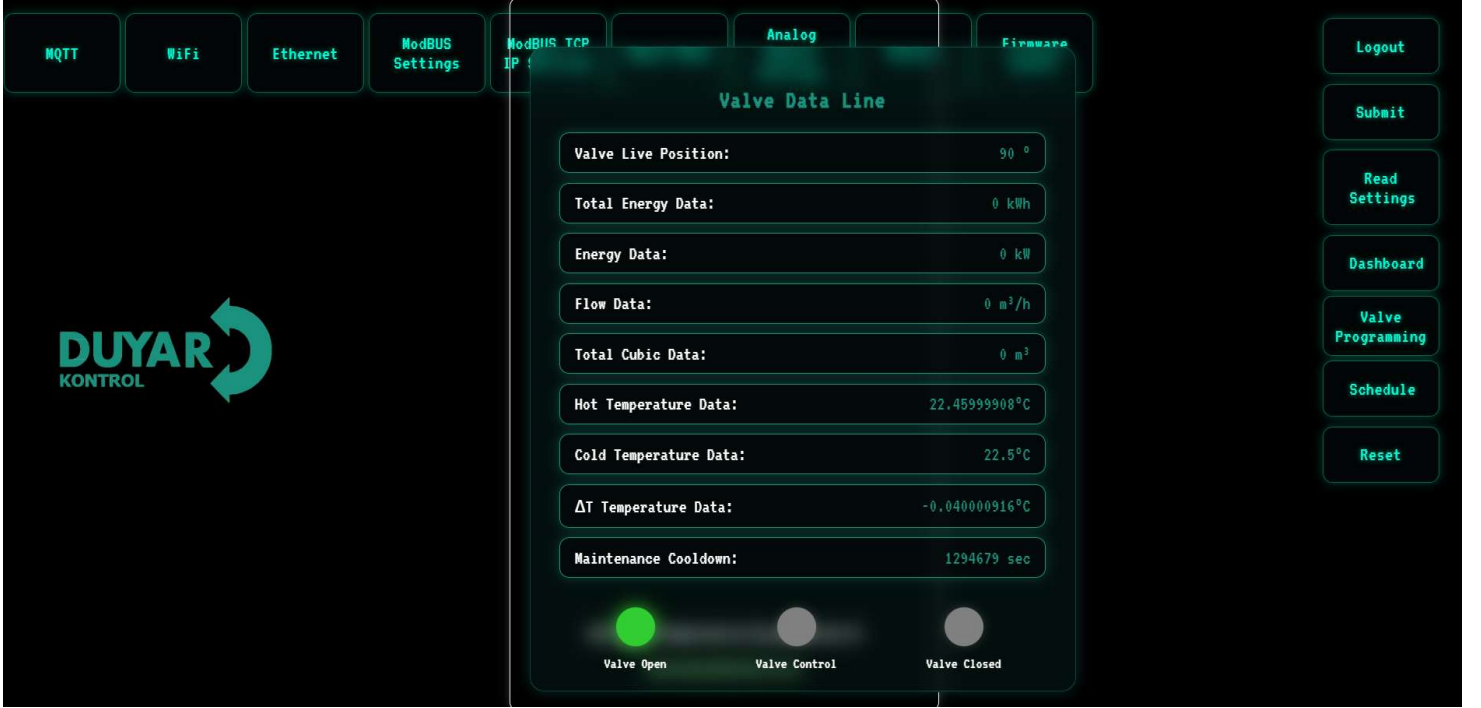 MQTT
WiFi
Ethernet
ModBUS
Settings
ModBUS TCP
IP
Analog
Firmware
Logout
Submit
Read
Settings
Dashboard
Valve
Programming
Schedule
Reset
DUYAR
KONTROL
Valve Data Line
Valve Live Position: 90 °
Total Energy Data: 0 kWh
Energy Data: 0 kW
Flow Data: 0 m³/h
Total Cubic Data: 0 m³
Hot Temperature Data: 22.45999908°C
Cold Temperature Data: 22.5°C
ΔT Temperature Data: -0.040000916°C
Maintenance Cooldown: 1294679 sec
Valve Open
Valve Control
Valve Closed